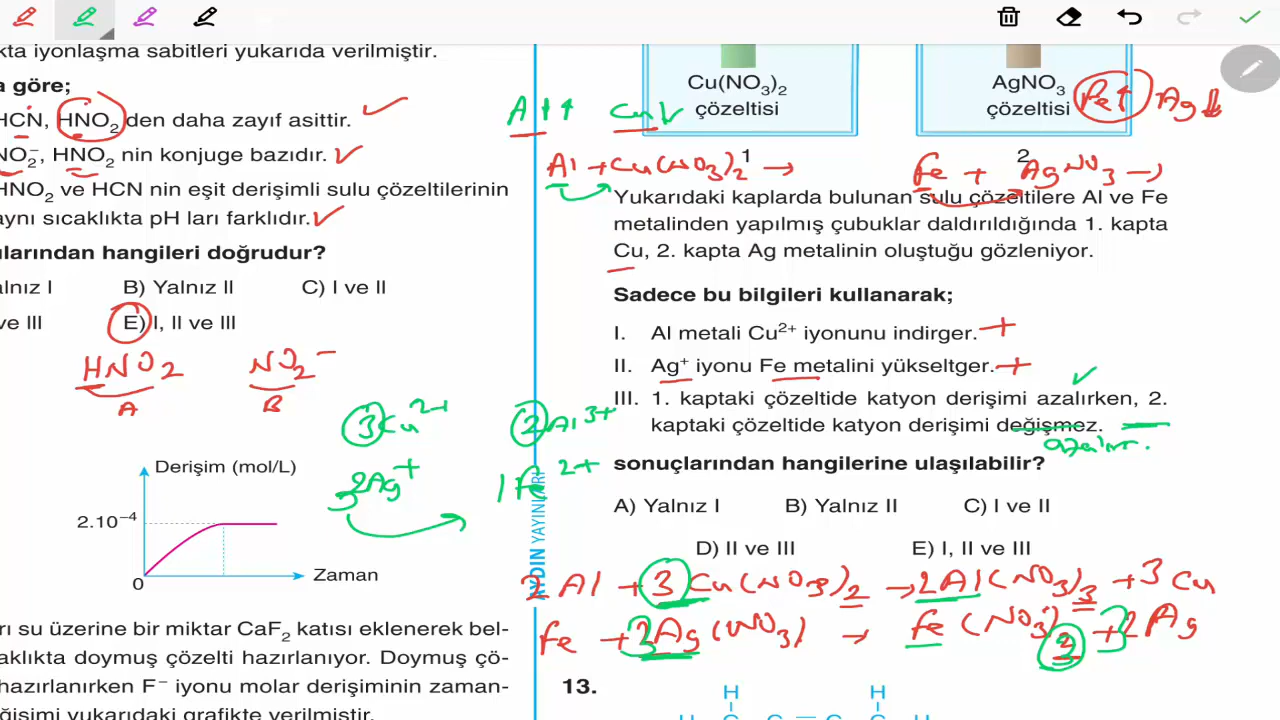 kta iyonlaşma sabitleri yukarıda verilmiştir.
a göre;
HCN, HNO₂ den daha zayıf asittir.
NO₂⁻, HNO₂ nin konjuge bazıdır.
HNO₂ ve HCN nin eşit derişimli sulu çözeltilerinin
aynı sıcaklıkta pH ları farklıdır.
ılarından hangileri doğrudur?
alnız I B) Yalnız II C) I ve II
ve III E) I, II ve III
HNO₂ NO₂⁻
A B
3Cu²⁺ 2Al³⁺
2Ag⁺ 1Fe²⁺
Derişim (mol/L)
2.10⁻⁴
0
Zaman
rı su üzerine bir miktar CaF₂ katısı eklenerek bel-
aklıkta doymuş çözelti hazırlanıyor. Doymuş çö-
hazırlanırken F⁻ iyonu molar derişiminin zaman-
ğişimi yukarıdaki grafikte verilmiştir.
AYDIN YAYINLARI
Cu(NO₃)₂
çözeltisi
AgNO₃
çözeltisi
Al↑ Cu↓
Fe↑ Ag↓
1
2
Al + Cu(NO₃)₂ →
Fe + AgNO₃ →
Yukarıdaki kaplarda bulunan sulu çözeltilere Al ve Fe
metalinden yapılmış çubuklar daldırıldığında 1. kapta
Cu, 2. kapta Ag metalinin oluştuğu gözleniyor.
Sadece bu bilgileri kullanarak;
I. Al metali Cu²⁺ iyonunu indirger. +
II. Ag⁺ iyonu Fe metalini yükseltger. +
III. 1. kaptaki çözeltide katyon derişimi azalırken, 2.
kaptaki çözeltide katyon derişimi değişmez.
azalır.
sonuçlarından hangilerine ulaşılabilir?
A) Yalnız I B) Yalnız II C) I ve II
D) II ve III E) I, II ve III
2Al + 3Cu(NO₃)₂ → 2Al(NO₃)₃ + 3Cu
Fe + 2Ag(NO₃) → Fe(NO₃)₂ + 2Ag
13.
H H
H C C = C C H